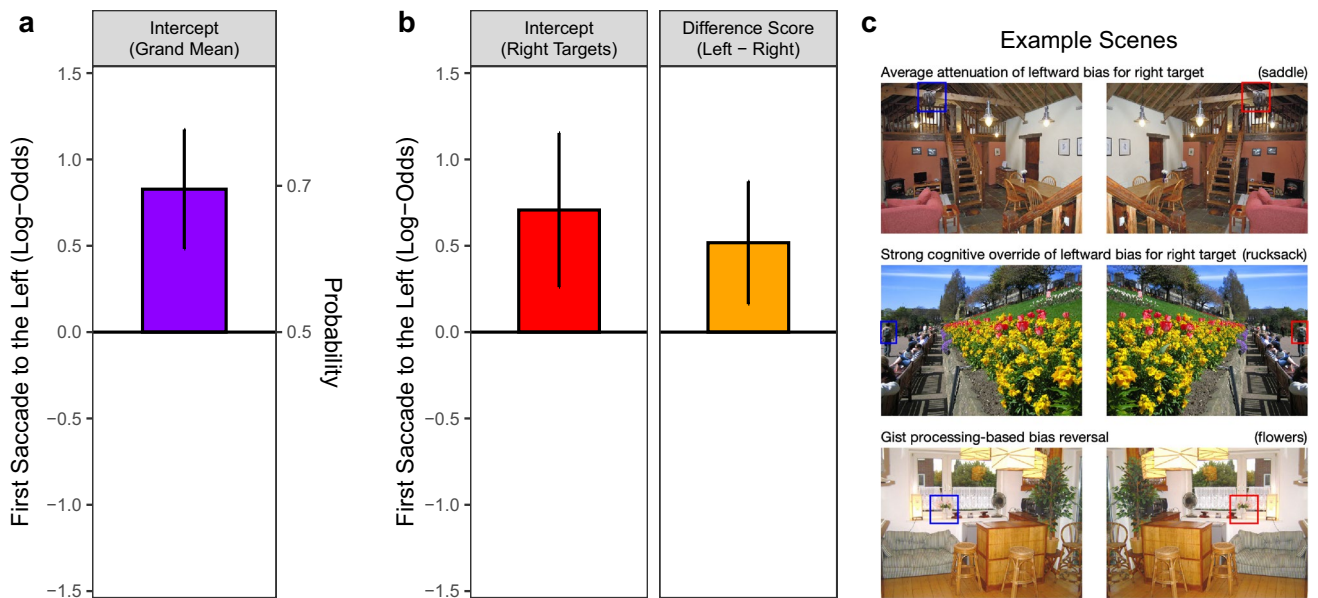 a
Intercept
(Grand Mean)
First Saccade to the Left (Log−Odds)
1.5
1.0
0.5
0.0
−0.5
−1.0
−1.5
0.7
0.5
Probability
b
Intercept
(Right Targets)
Difference Score
(Left − Right)
First Saccade to the Left (Log−Odds)
1.5
1.0
0.5
0.0
−0.5
−1.0
−1.5
c
Example Scenes
Average attenuation of leftward bias for right target (saddle)
Strong cognitive override of leftward bias for right target (rucksack)
Gist processing-based bias reversal (flowers)